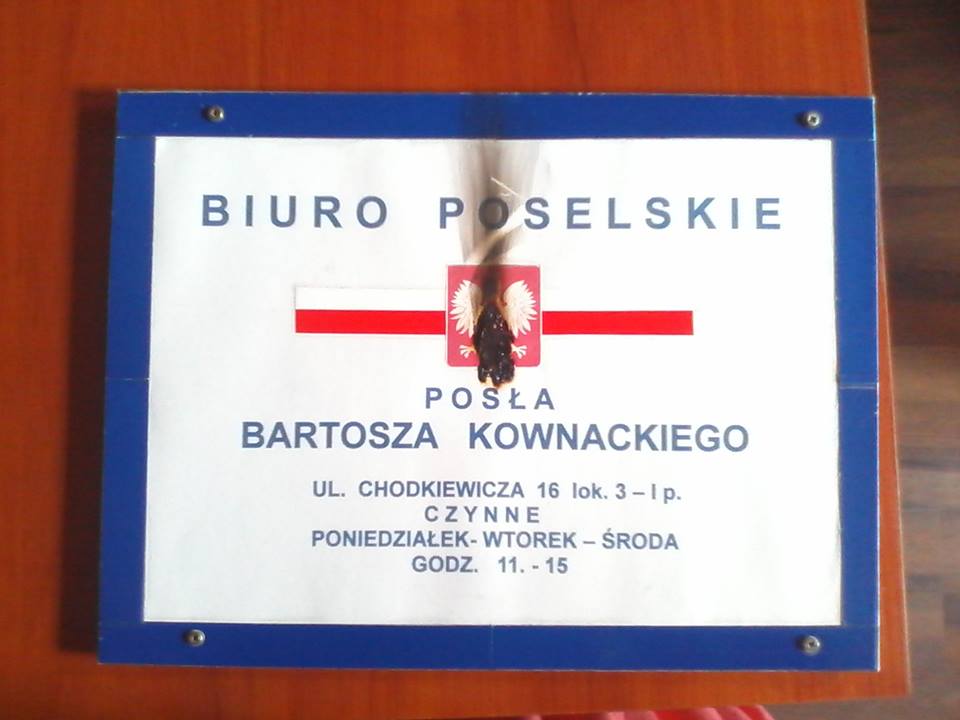 BIURO POSELSKIE
POSŁA
BARTOSZA KOWNACKIEGO
UL. CHODKIEWICZA 16 lok. 3 – I p.
CZYNNE
PONIEDZIAŁEK- WTOREK – ŚRODA
GODZ. 11. - 15